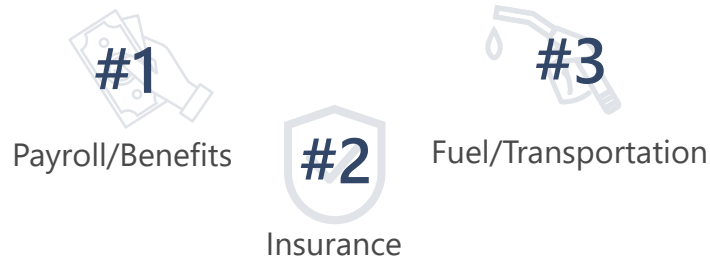 #1
Payroll/Benefits
#2
Insurance
#3
Fuel/Transportation